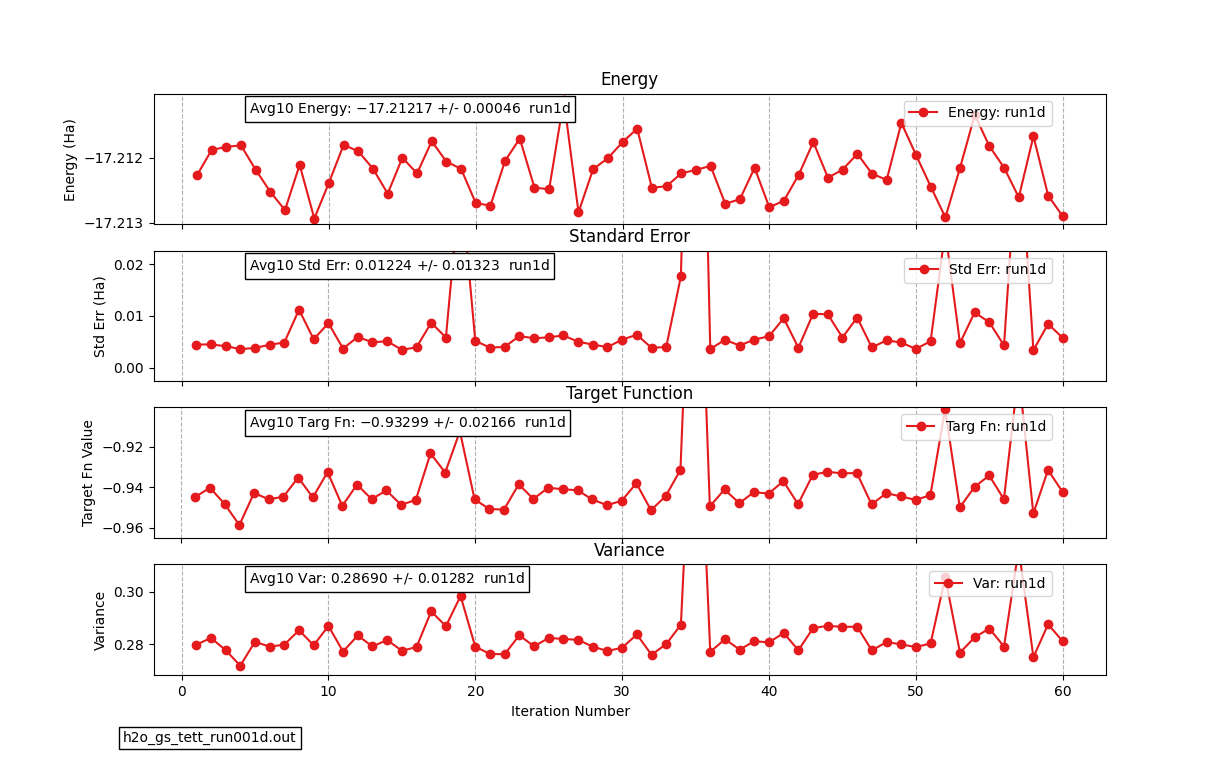 Energy
Avg10 Energy: −17.21217 +/- 0.00046 run1d
Energy: run1d
Energy (Ha)
−17.212
−17.213
Standard Error
Avg10 Std Err: 0.01224 +/- 0.01323 run1d
Std Err: run1d
Std Err (Ha)
0.02
0.01
0.00
Target Function
Avg10 Targ Fn: −0.93299 +/- 0.02166 run1d
Targ Fn: run1d
Target Fn Value
−0.92
−0.94
−0.96
Variance
Avg10 Var: 0.28690 +/- 0.01282 run1d
Var: run1d
Variance
0.30
0.28
0 10 20 30 40 50 60
Iteration Number
h2o_gs_tett_run001d.out